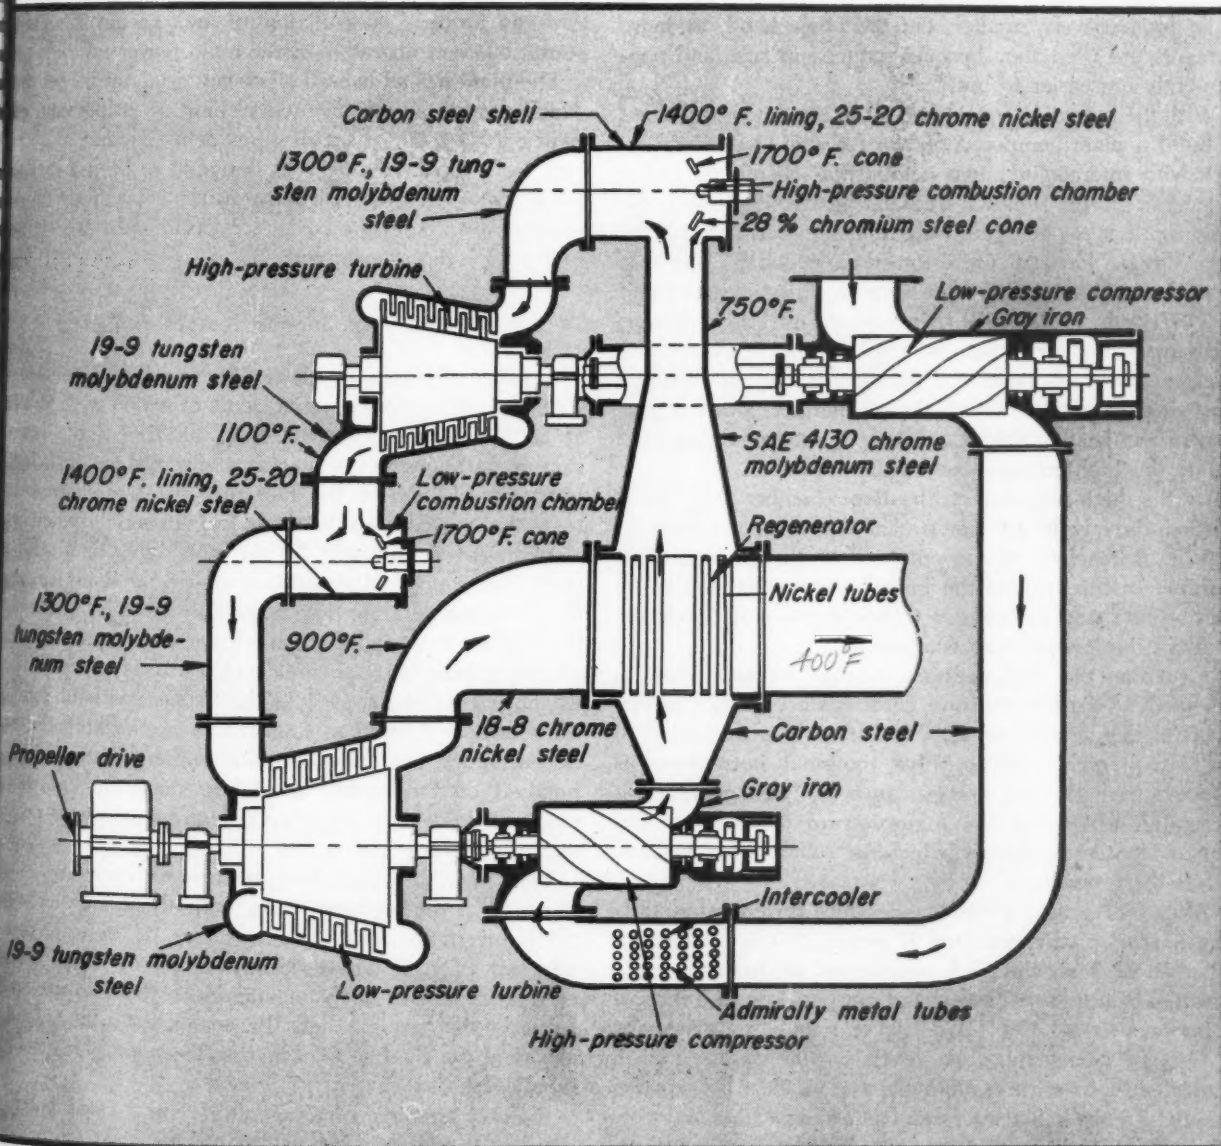 Carbon steel shell
1400° F. lining, 25-20 chrome nickel steel
1300°F., 19-9 tung-
sten molybdenum
steel
1700° F. cone
High-pressure combustion chamber
28 % chromium steel cone
High-pressure turbine
750°F.
Low-pressure compressor
Gray iron
19-9 tungsten
molybdenum steel
1100°F.
1400°F. lining, 25-20
chrome nickel steel
Low-pressure
combustion chamber
1700°F. cone
SAE 4130 chrome
molybdenum steel
Regenerator
Nickel tubes
1300°F., 19-9
tungsten molybde-
num steel
900°F.
400°F
18-8 chrome
nickel steel
Carbon steel
Propeller drive
Gray iron
Intercooler
19-9 tungsten molybdenum
steel
Low-pressure turbine
Admiralty metal tubes
High-pressure compressor